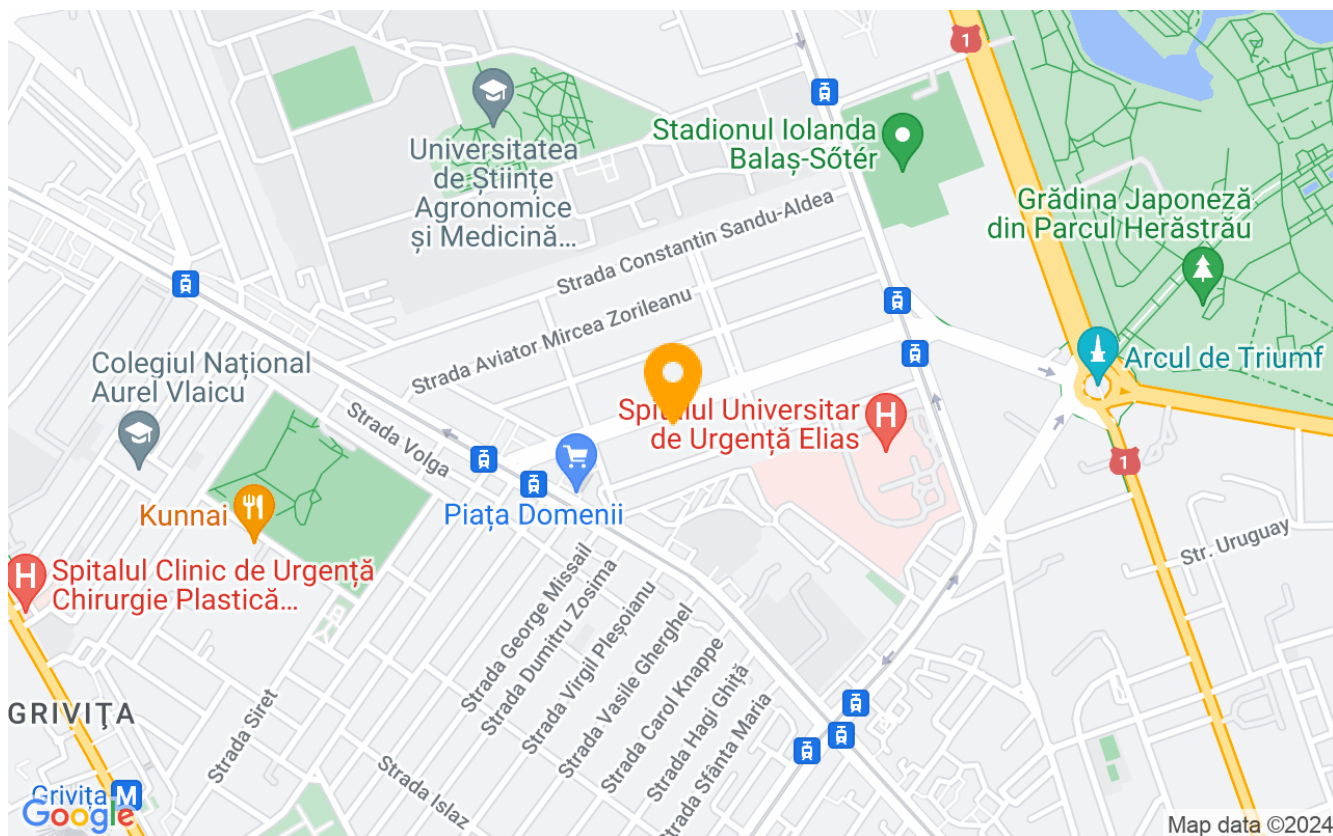 1
Stadionul Iolanda
Balaș-Sőtér
Universitatea
de Științe
Agronomice
și Medicină...
Grădina Japoneză
din Parcul Herăstrău
Strada Constantin Sandu-Aldea
Strada Aviator Mircea Zorileanu
Arcul de Triumf
Colegiul Național
Aurel Vlaicu
Strada Volga
Spitalul Universitar
de Urgență Elias
H
1
Piața Domenii
Kunnai
Str. Uruguay
H
Spitalul Clinic de Urgență
Chirurgie Plastică...
Strada George Missail
Strada Dumitru Zosima
Strada Virgil Pleșoianu
Strada Vasile Gherghel
Strada Carol Knappe
Strada Hagi Ghiță
Strada Sfânta Maria
GRIVIŢA
Strada Siret
Strada Islaz
Grivița M
Google
Map data ©2024